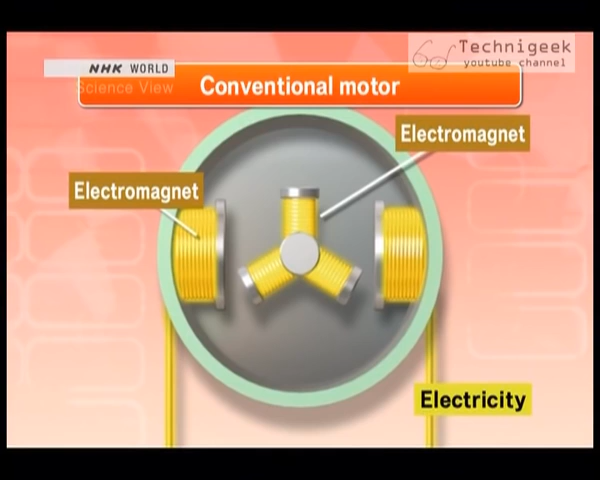 Technigeek
youtube channel
NHK WORLD
Science View
Conventional motor
Electromagnet
Electromagnet
Electricity